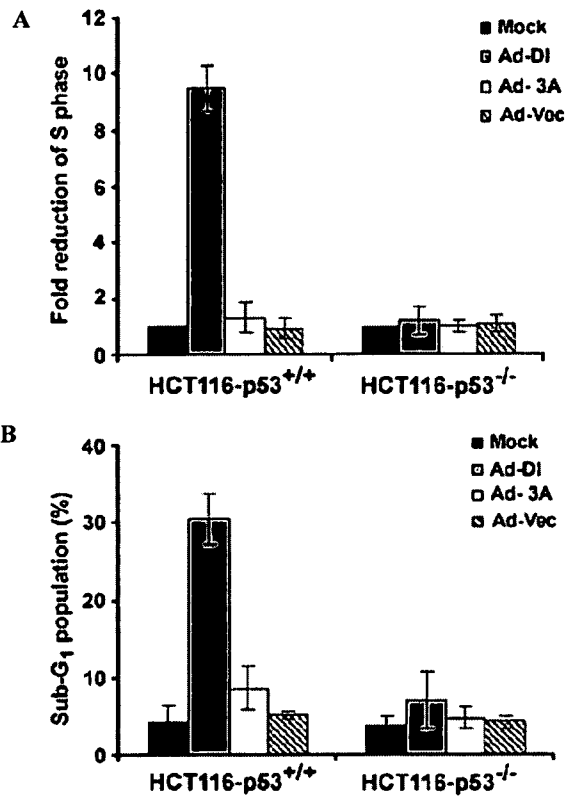 A
Fold reduction of S phase
12
10
8
6
4
2
0
Mock
Ad-DI
Ad- 3A
Ad-Voc
HCT116-p53+/+
HCT116-p53-/-
B
Sub-G1 population (%)
40
30
20
10
0
Mock
Ad-DI
Ad- 3A
Ad-Vec
HCT116-p53+/+
HCT116-p53-/-